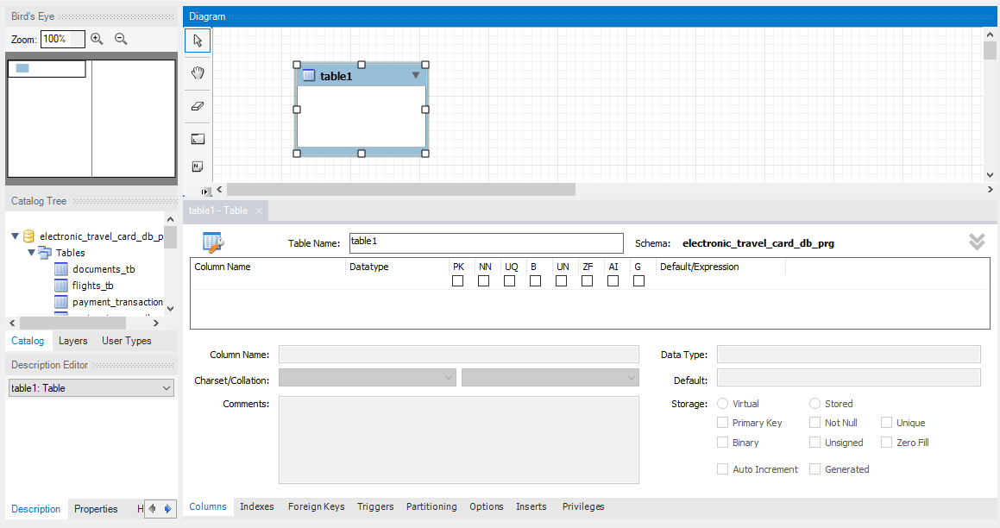 Bird's Eye
Zoom: 100%
Diagram
table1
Catalog Tree
electronic_travel_card_db_p
Tables
documents_tb
flights_tb
payment_transaction
Catalog Layers User Types
Description Editor
table1: Table
Description Properties H
table1 - Table
Table Name: table1 Schema: electronic_travel_card_db_prg
Column Name Datatype PK NN UQ B UN ZF AI G Default/Expression
Column Name: Data Type:
Charset/Collation: Default:
Comments: Storage: Virtual Stored
Primary Key Not Null Unique
Binary Unsigned Zero Fill
Auto Increment Generated
Columns Indexes Foreign Keys Triggers Partitioning Options Inserts Privileges